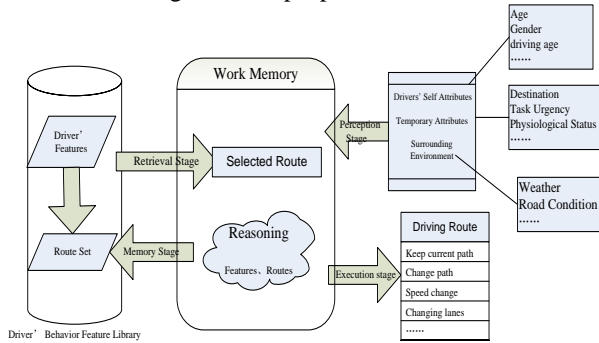 Age
Gender
driving age
......
Work Memory
Drivers' Self Attributes
Temporary Attributes
Surrounding
Environment
Perception
Stage
Destination
Task Urgency
Physiological Status
......
Driver'
Features
Retrieval Stage
Selected Route
Weather
Road Condition
......
Route Set
Memory Stage
Reasoning
Features、Routes
Execution stage
Driving Route
Keep current path
Change path
Speed change
Changing lanes
......
Driver' Behavior Feature Library